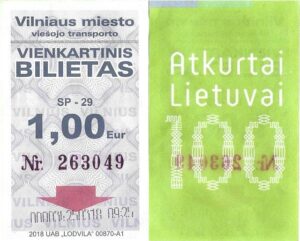 Vilniaus miesto
viešojo transporto
VIENKARTINIS
BILIETAS
SP - 29
1,00 Eur
Nr. 263049
2018 UAB „LODVILA" 00870-A1
Atkurtai
Lietuvai
100